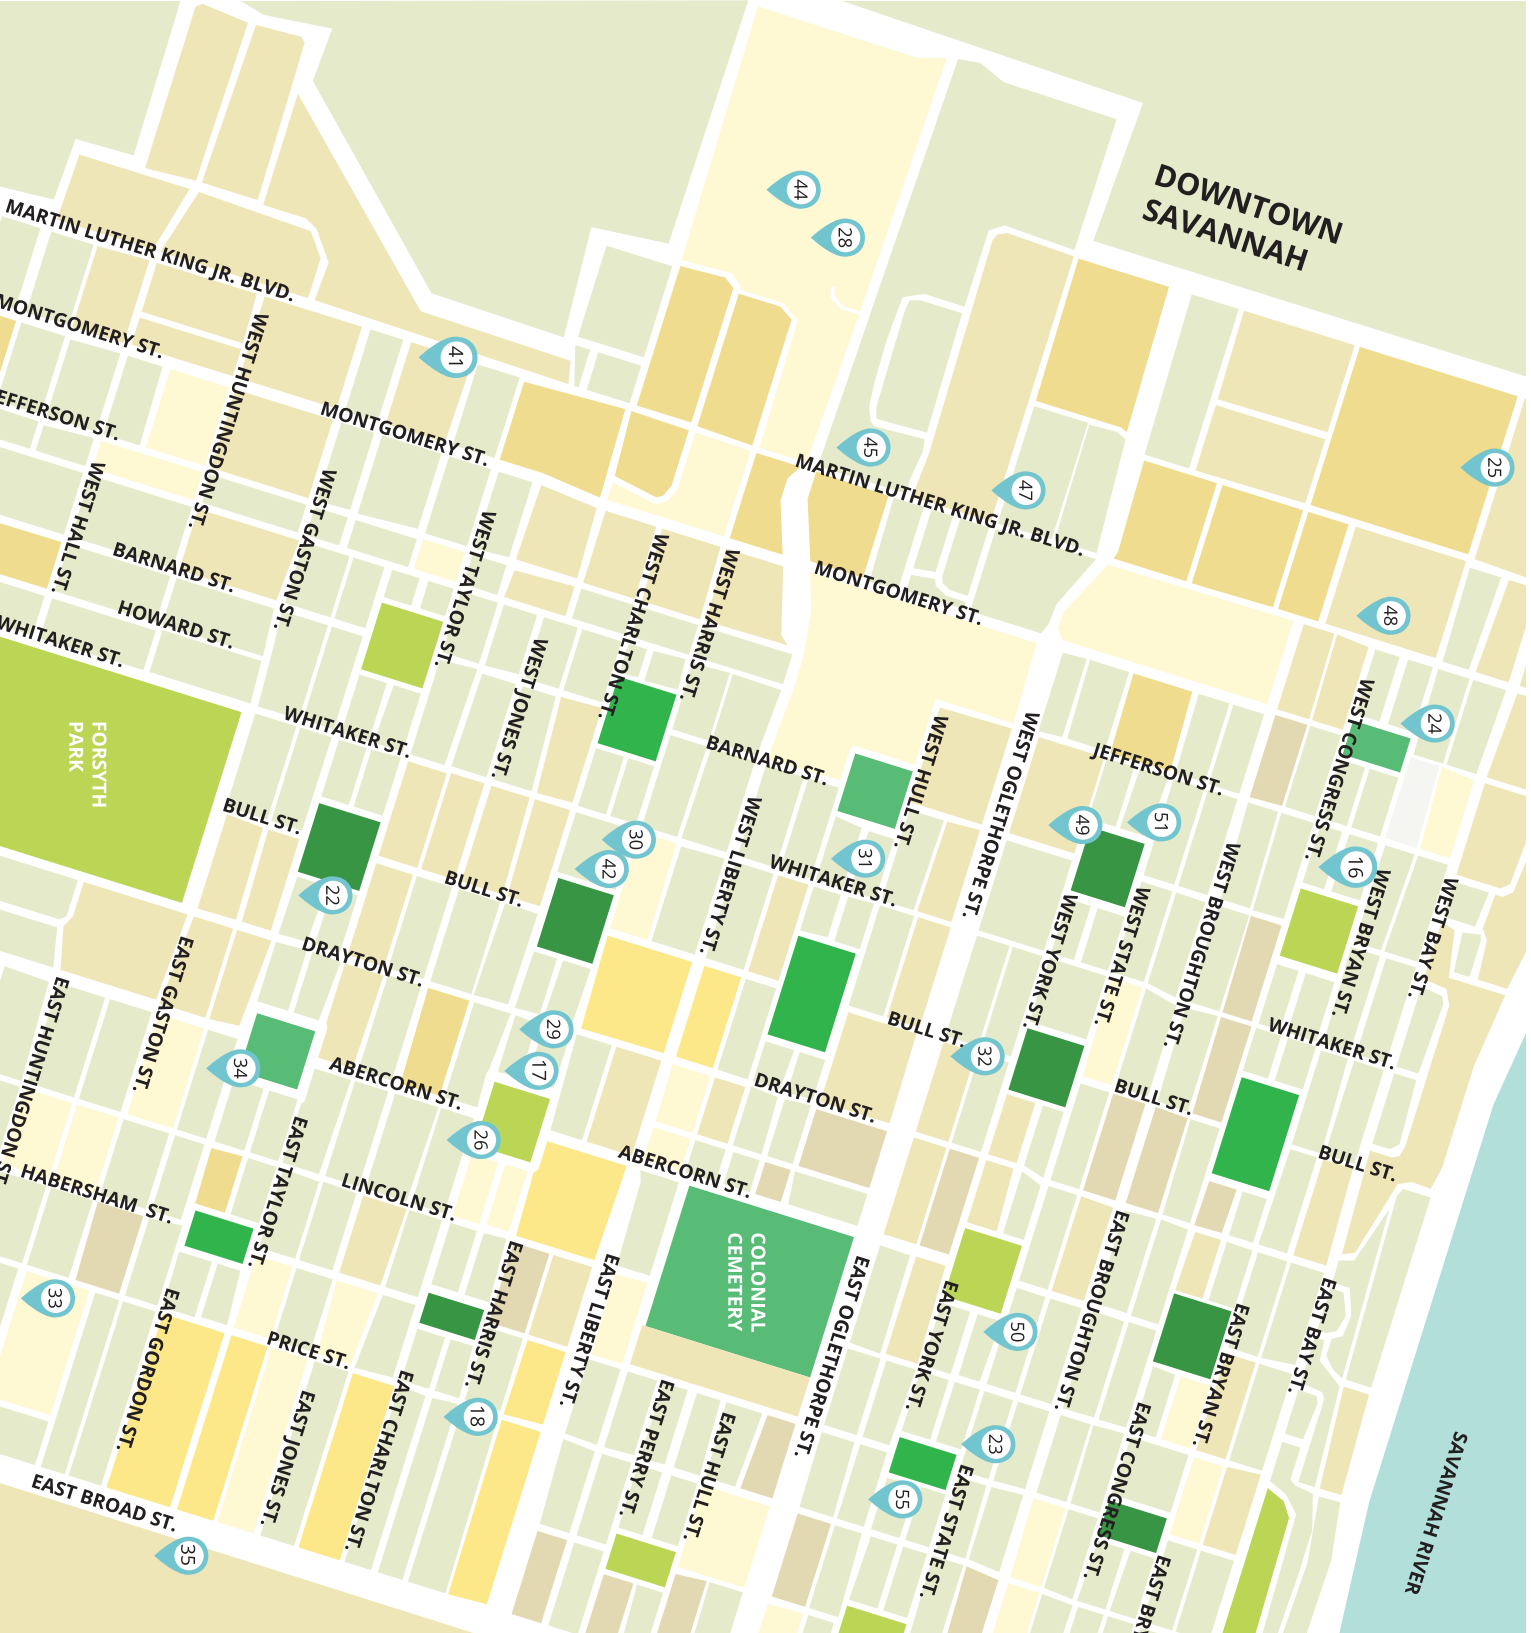 DOWNTOWN
SAVANNAH
44
28
MARTIN LUTHER KING JR. BLVD.
MONTGOMERY ST.
EFFERSON ST.
WEST HUNTINGDON ST.
41
MONTGOMERY ST.
45
MARTIN LUTHER KING JR. BLVD.
47
25
WEST HALL ST.
BARNARD ST.
HOWARD ST.
WHITAKER ST.
WEST GASTON ST.
WEST TAYLOR ST.
WEST CHARLTON ST.
WEST HARRIS ST.
MONTGOMERY ST.
48
WEST JONES ST.
WHITAKER ST.
BARNARD ST.
WEST HULL ST.
WEST OGLETHORPE ST.
JEFFERSON ST.
WEST CONGRESS ST.
24
FORSYTH
PARK
BULL ST.
22
BULL ST.
30
42
WEST LIBERTY ST.
WHITAKER ST.
31
49
51
WEST YORK ST.
WEST STATE ST.
WEST BROUGHTON ST.
16
WEST BRYAN ST.
WEST BAY ST.
EAST HUNTINGDON ST.
EAST GASTON ST.
DRAYTON ST.
34
ABERCORN ST.
29
17
26
DRAYTON ST.
BULL ST.
32
BULL ST.
WHITAKER ST.
BULL ST.
HABERSHAM ST.
EAST TAYLOR ST.
LINCOLN ST.
ABERCORN ST.
COLONIAL
CEMETERY
33
EAST GORDON ST.
PRICE ST.
EAST HARRIS ST.
EAST LIBERTY ST.
EAST OGLETHORPE ST.
EAST YORK ST.
50
EAST BROUGHTON ST.
EAST BRYAN ST.
EAST BAY ST.
EAST BROAD ST.
35
EAST JONES ST.
EAST CHARLTON ST.
18
EAST PERRY ST.
EAST HULL ST.
23
55
EAST STATE ST.
EAST CONGRESS ST.
EAST BRY
SAVANNAH RIVER